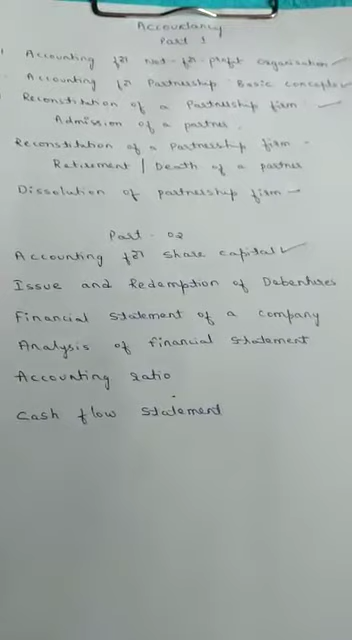 Accountancy
Part 1
Accounting for not-for-profit organisation
Accounting for Partnership Basic concepts
Reconstitution of a Partnership firm
Admission of a partner.
Reconstitution of a Partnership firm -
Retirement / Death of a partner
Dissolution of partnership firm -
Part - 02
Accounting for share capital
Issue and Redemption of Debentures
Financial statement of a company
Analysis of financial statement
Accounting ratio
Cash flow statement